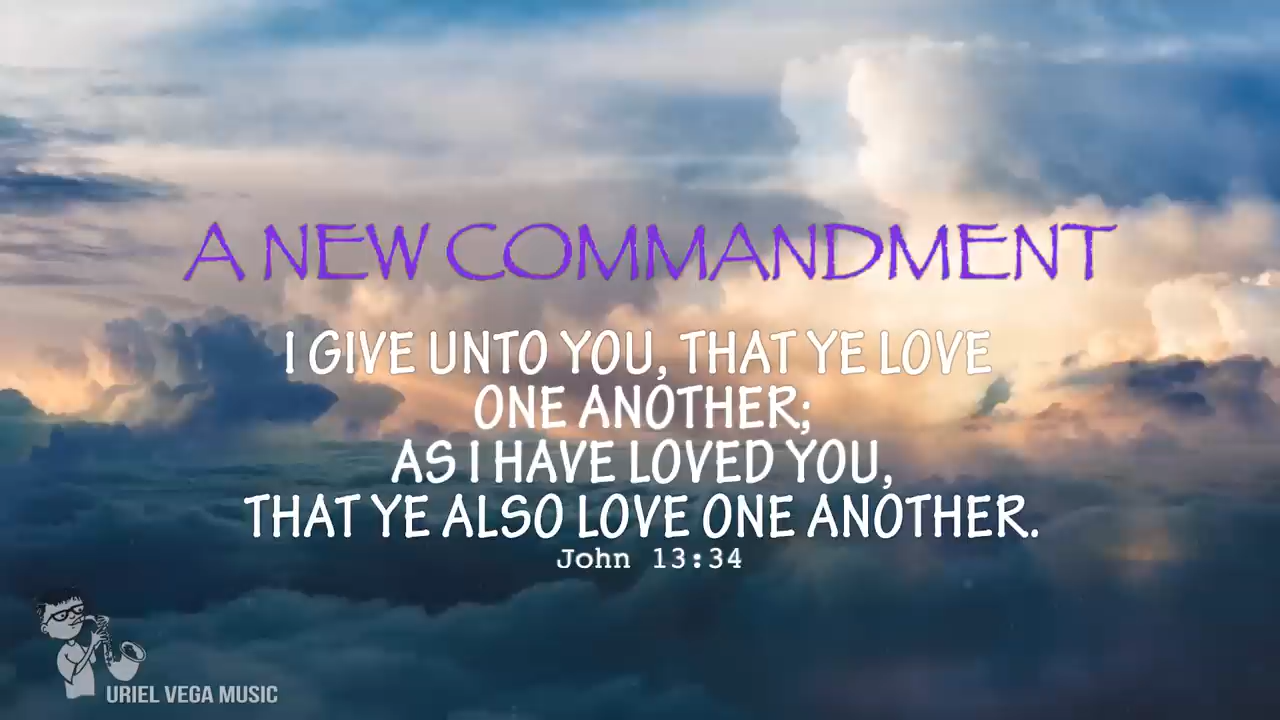 A NEW COMMANDMENT
I GIVE UNTO YOU, THAT YE LOVE
ONE ANOTHER;
AS I HAVE LOVED YOU,
THAT YE ALSO LOVE ONE ANOTHER.
John 13:34
URIEL VEGA MUSIC